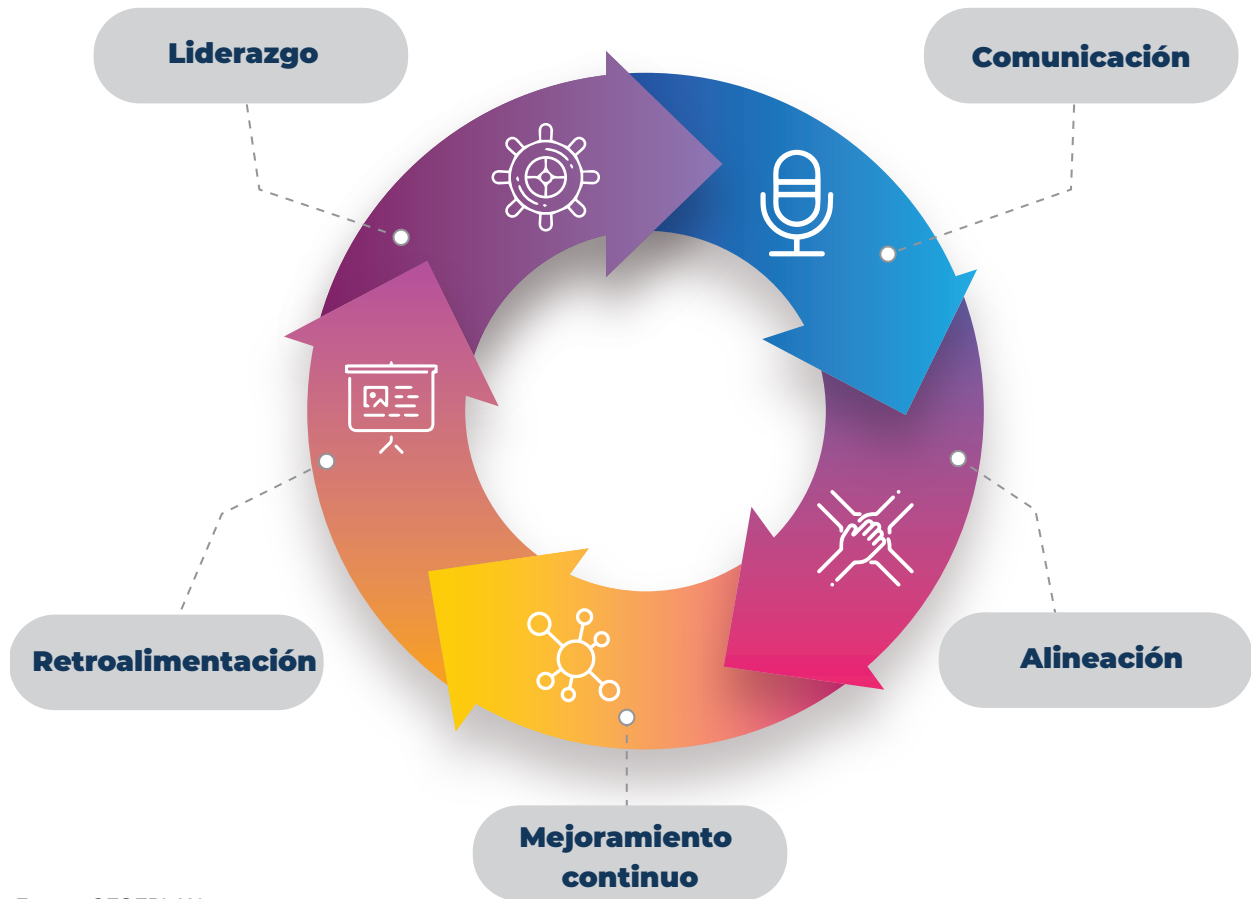 Liderazgo
Comunicación
Alineación
Mejoramiento
continuo
Retroalimentación